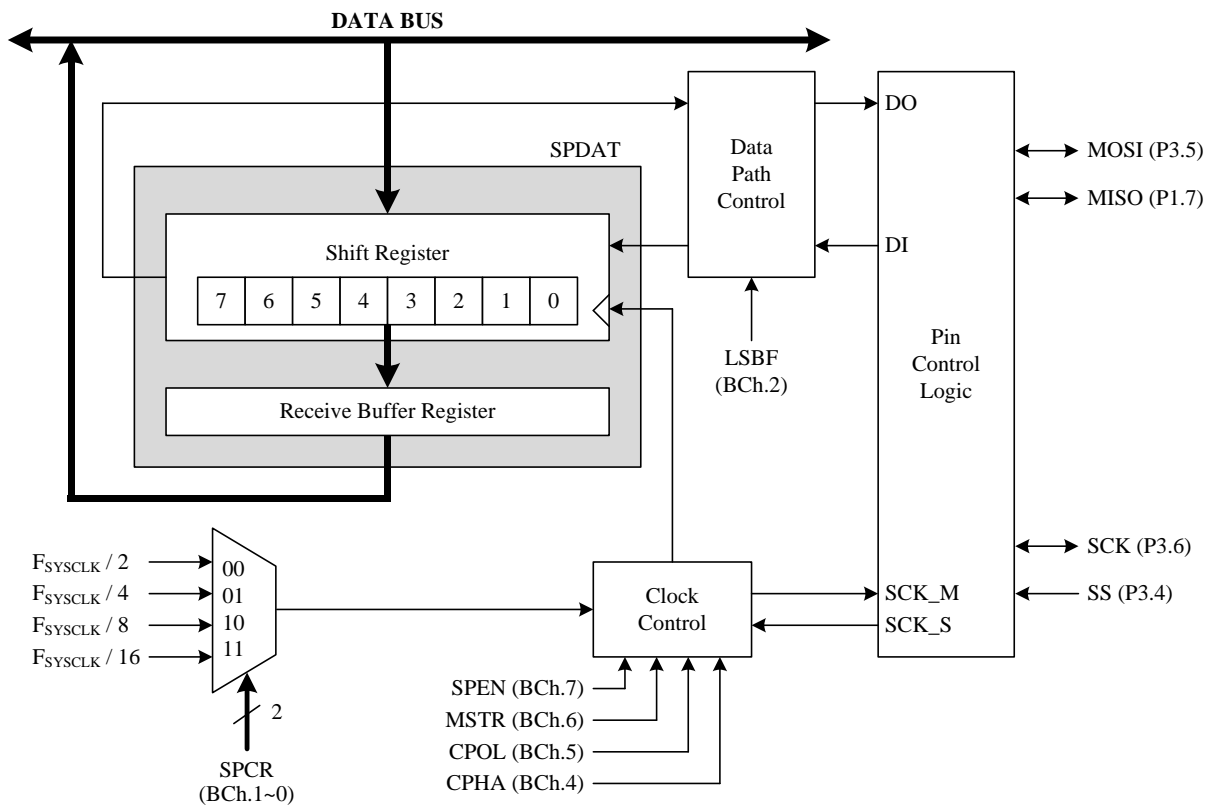 DATA BUS
SPDAT
Shift Register
7 6 5 4 3 2 1 0
Receive Buffer Register
Data
Path
Control
LSBF
(BCh.2)
DO
DI
Pin
Control
Logic
SCK_M
SCK_S
MOSI (P3.5)
MISO (P1.7)
SCK (P3.6)
SS (P3.4)
FSYSCLK / 2
FSYSCLK / 4
FSYSCLK / 8
FSYSCLK / 16
00
01
10
11
2
SPCR
(BCh.1~0)
Clock
Control
SPEN (BCh.7)
MSTR (BCh.6)
CPOL (BCh.5)
CPHA (BCh.4)